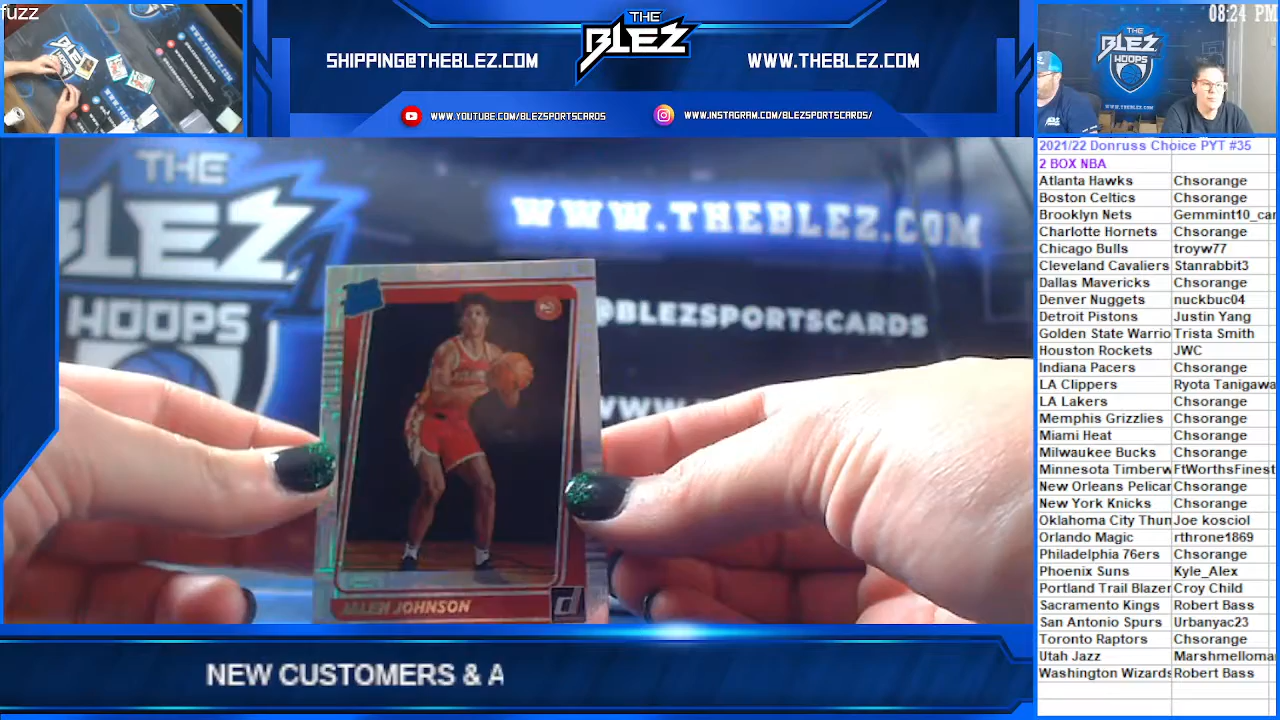 fuzz
THE
BLEZ
SHIPPING@THEBLEZ.COM
WWW.THEBLEZ.COM
WWW.YOUTUBE.COM/BLEZSPORTSCARDS
WWW.INSTAGRAM.COM/BLEZSPORTSCARDS/
08:24 PM
THE
BLEZ
HOOPS
THE
BLEZ
HOOPS
WWW.THEBLEZ.COM
@BLEZSPORTSCARDS
JALEN JOHNSON
NEW CUSTOMERS & A
2021/22 Donruss Choice PYT #35
2 BOX NBA
Atlanta Hawks Chsorange
Boston Celtics Chsorange
Brooklyn Nets Gemmint10_car
Charlotte Hornets Chsorange
Chicago Bulls troyw77
Cleveland Cavaliers Stanrabbit3
Dallas Mavericks Chsorange
Denver Nuggets nuckbuc04
Detroit Pistons Justin Yang
Golden State Warrio Trista Smith
Houston Rockets JWC
Indiana Pacers Chsorange
LA Clippers Ryota Tanigawa
LA Lakers Chsorange
Memphis Grizzlies Chsorange
Miami Heat Chsorange
Milwaukee Bucks Chsorange
Minnesota Timberw FtWorthsFinest
New Orleans Pelicar Chsorange
New York Knicks Chsorange
Oklahoma City Thun Joe kosciol
Orlando Magic rthrone1869
Philadelphia 76ers Chsorange
Phoenix Suns Kyle_Alex
Portland Trail Blazer Croy Child
Sacramento Kings Robert Bass
San Antonio Spurs Urbanyac23
Toronto Raptors Chsorange
Utah Jazz Marshmelloma
Washington Wizards Robert Bass